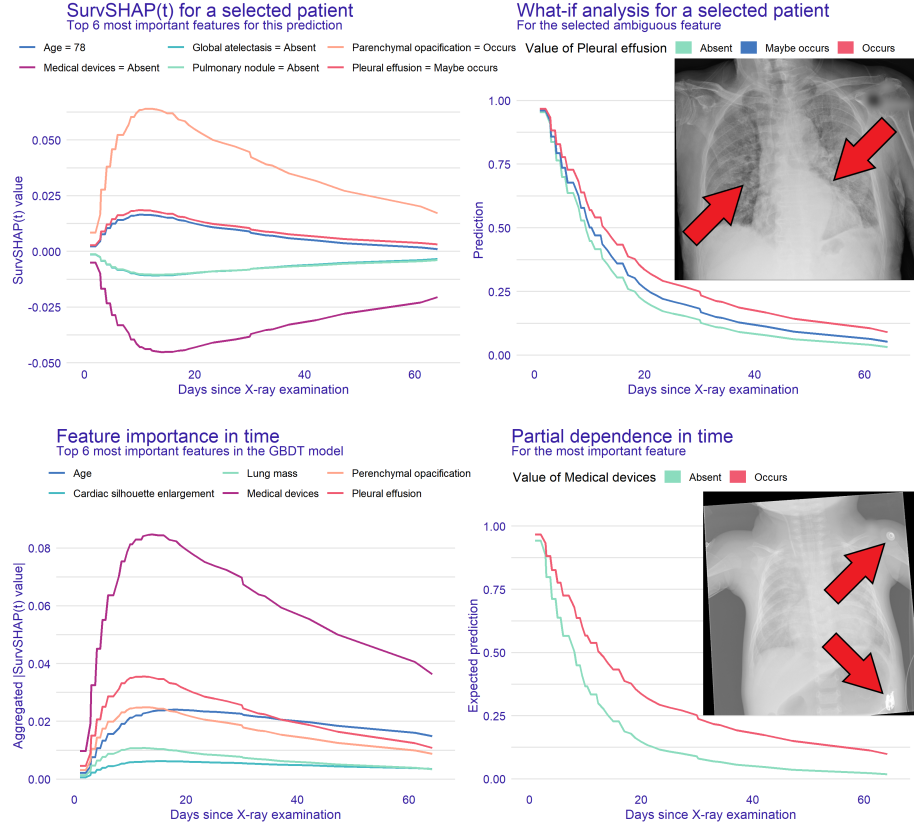 SurvSHAP(t) for a selected patient
Top 6 most important features for this prediction
Age = 78
Global atelectasis = Absent
Parenchymal opacification = Occurs
Medical devices = Absent
Pulmonary nodule = Absent
Pleural effusion = Maybe occurs
SurvSHAP(t) value
0.050
0.025
0.000
-0.025
-0.050
0
20
40
60
Days since X-ray examination
What-if analysis for a selected patient
For the selected ambiguous feature
Value of Pleural effusion
Absent
Maybe occurs
Occurs
Prediction
1.00
0.75
0.50
0.25
0.00
0
20
40
60
Days since X-ray examination
Feature importance in time
Top 6 most important features in the GBDT model
Age
Lung mass
Parenchymal opacification
Cardiac silhouette enlargement
Medical devices
Pleural effusion
Aggregated |SurvSHAP(t) value|
0.08
0.06
0.04
0.02
0.00
0
20
40
60
Days since X-ray examination
Partial dependence in time
For the most important feature
Value of Medical devices
Absent
Occurs
Expected prediction
1.00
0.75
0.50
0.25
0.00
0
20
40
60
Days since X-ray examination